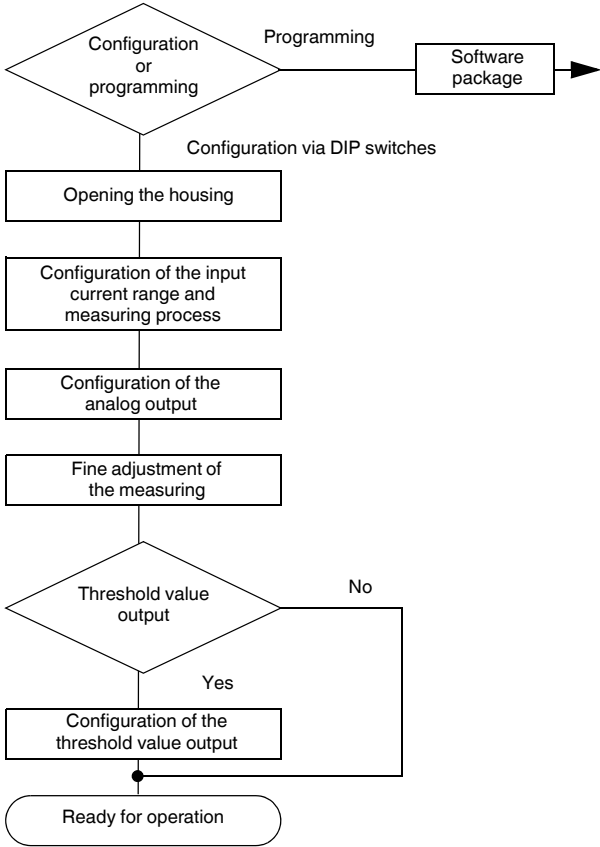 Configuration
or
programming
Programming
Software
package
Configuration via DIP switches
Opening the housing
Configuration of the input
current range and
measuring process
Configuration of the
analog output
Fine adjustment of
the measuring
Threshold value
output
No
Yes
Configuration of the
threshold value output
Ready for operation